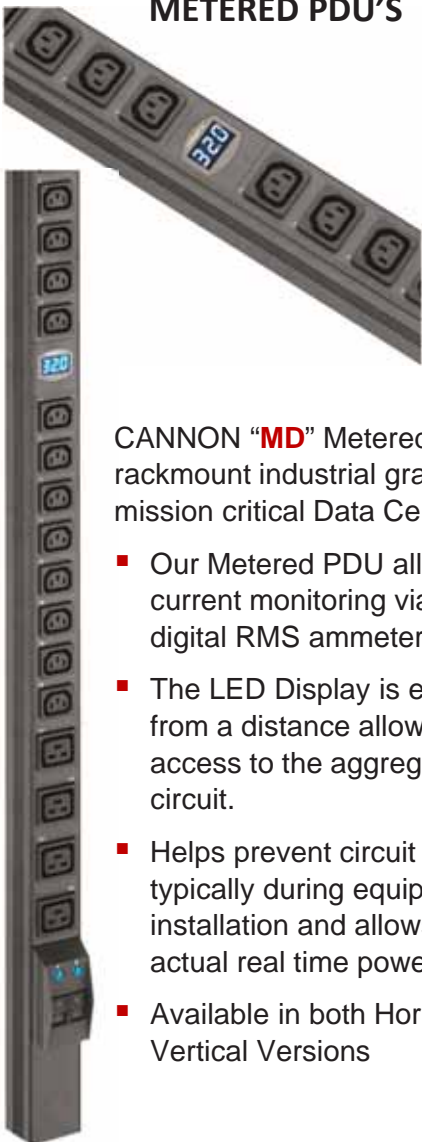 METERED PDU'S
320
320
CANNON “MD” Metered
rackmount industrial gra
mission critical Data Ce
▪ Our Metered PDU all
current monitoring via
digital RMS ammeter
▪ The LED Display is e
from a distance allow
access to the aggreg
circuit.
▪ Helps prevent circuit
typically during equip
installation and allow
actual real time powe
▪ Available in both Hor
Vertical Versions